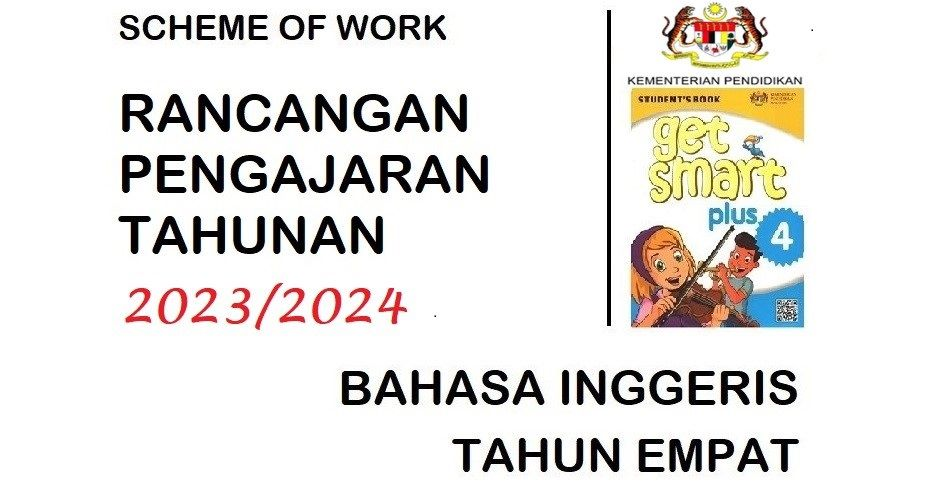 SCHEME OF WORK
RANCANGAN
PENGAJARAN
TAHUNAN
2023/2024
KEMENTERIAN PENDIDIKAN
STUDENT'S BOOK
get
smart
plus 4
BAHASA INGGERIS
TAHUN EMPAT